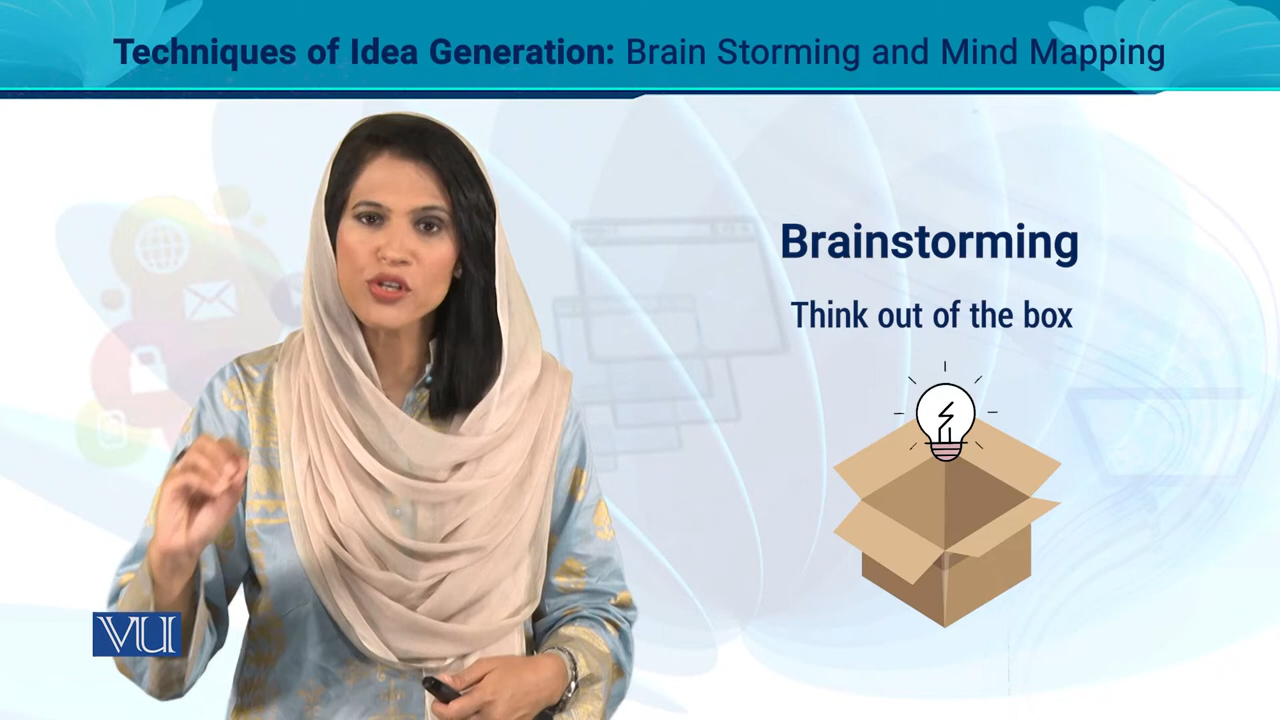 Techniques of Idea Generation: Brain Storming and Mind Mapping
Brainstorming
Think out of the box
VU